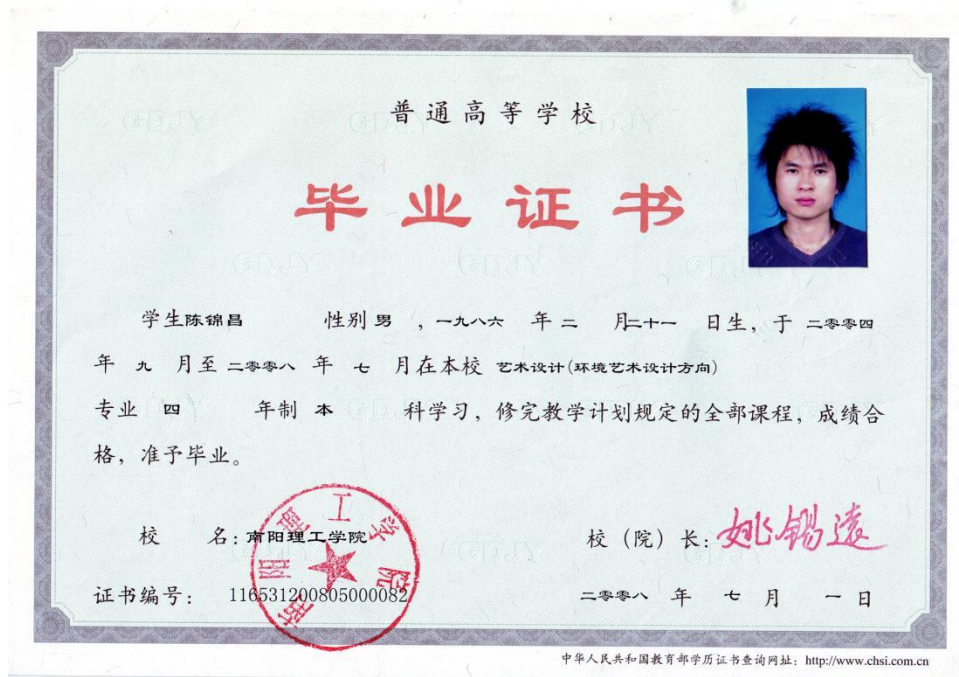 普通高等学校
毕业证书
学生陈锦昌 性别男 ，一九八六 年二 月二十一 日生，于 二零零四
年 九 月至 二零零八 年 七 月在本校 艺术设计(环境艺术设计方向)
专业 四 年制 本 科学习，修完教学计划规定的全部课程，成绩合
格，准予毕业。
校 名：南阳理工学院
校（院）长：姚锡远
南阳理工学院
证书编号： 116531200805000082
二零零八 年 七 月 一 日
中华人民共和国教育部学历证书查询网址：http://www.chsi.com.cn